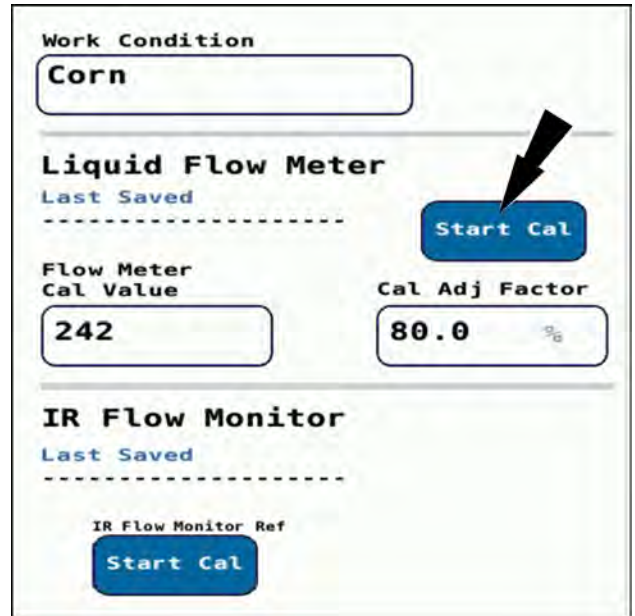 Work Condition
Corn
Liquid Flow Meter
Last Saved
--------------------
Start Cal
Flow Meter
Cal Value
Cal Adj Factor
242
80.0 %
IR Flow Monitor
Last Saved
--------------------
IR Flow Monitor Ref
Start Cal